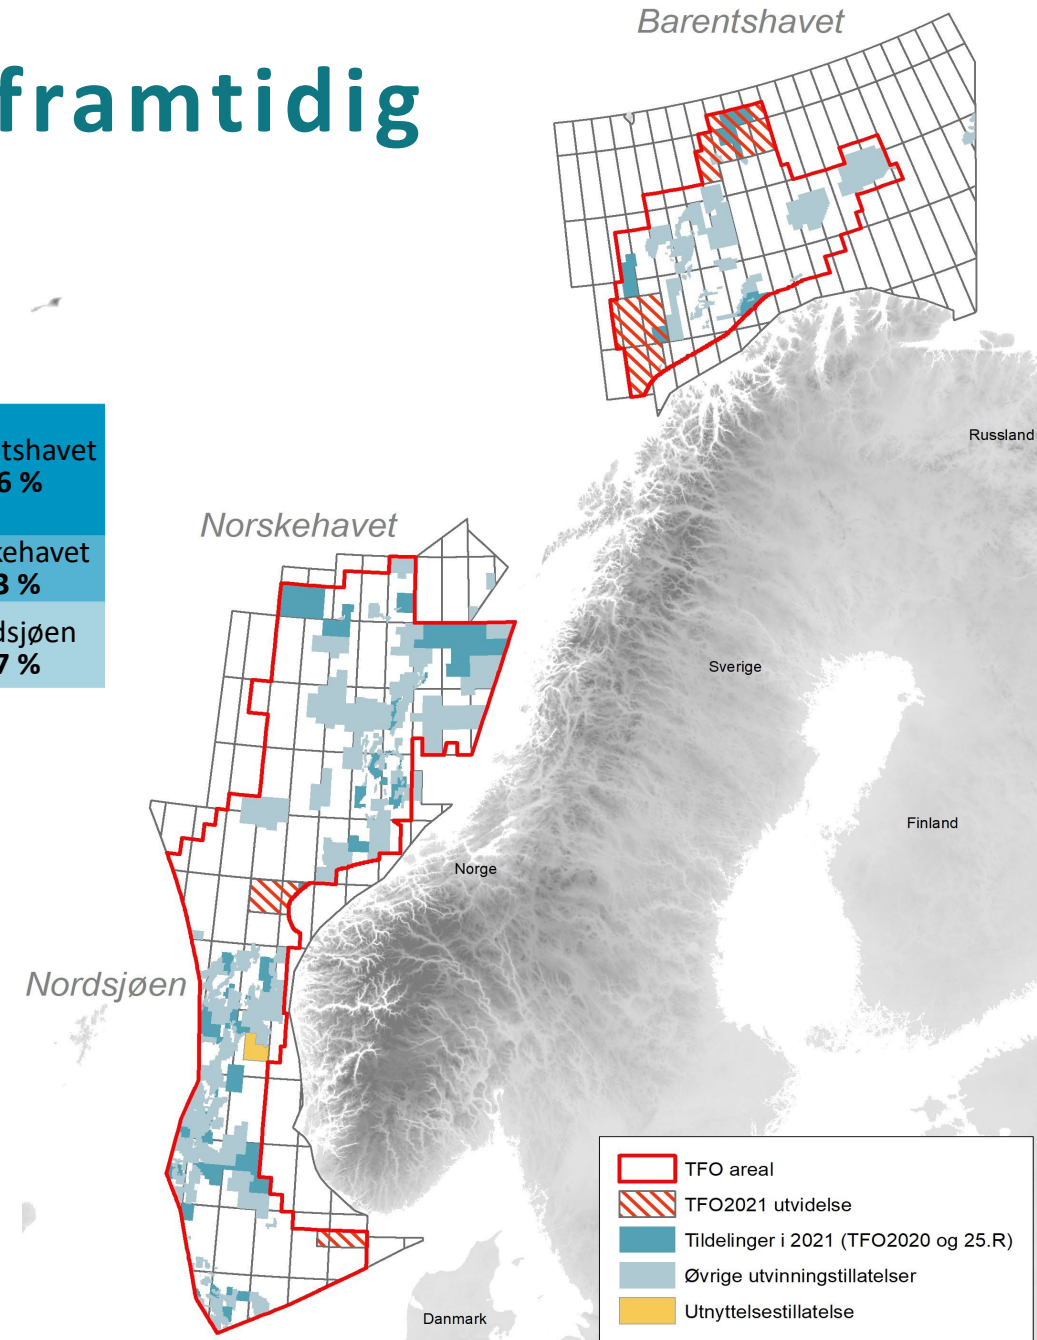 Barentshavet
framtidig
Russland
tshavet
6 %
Norskehavet
kehavet
3 %
dsjøen
7 %
Sverige
Finland
Norge
Nordsjøen
Danmark
TFO areal
TFO2021 utvidelse
Tildelinger i 2021 (TFO2020 og 25.R)
Øvrige utvinningstillatelser
Utnyttelsestillatelse